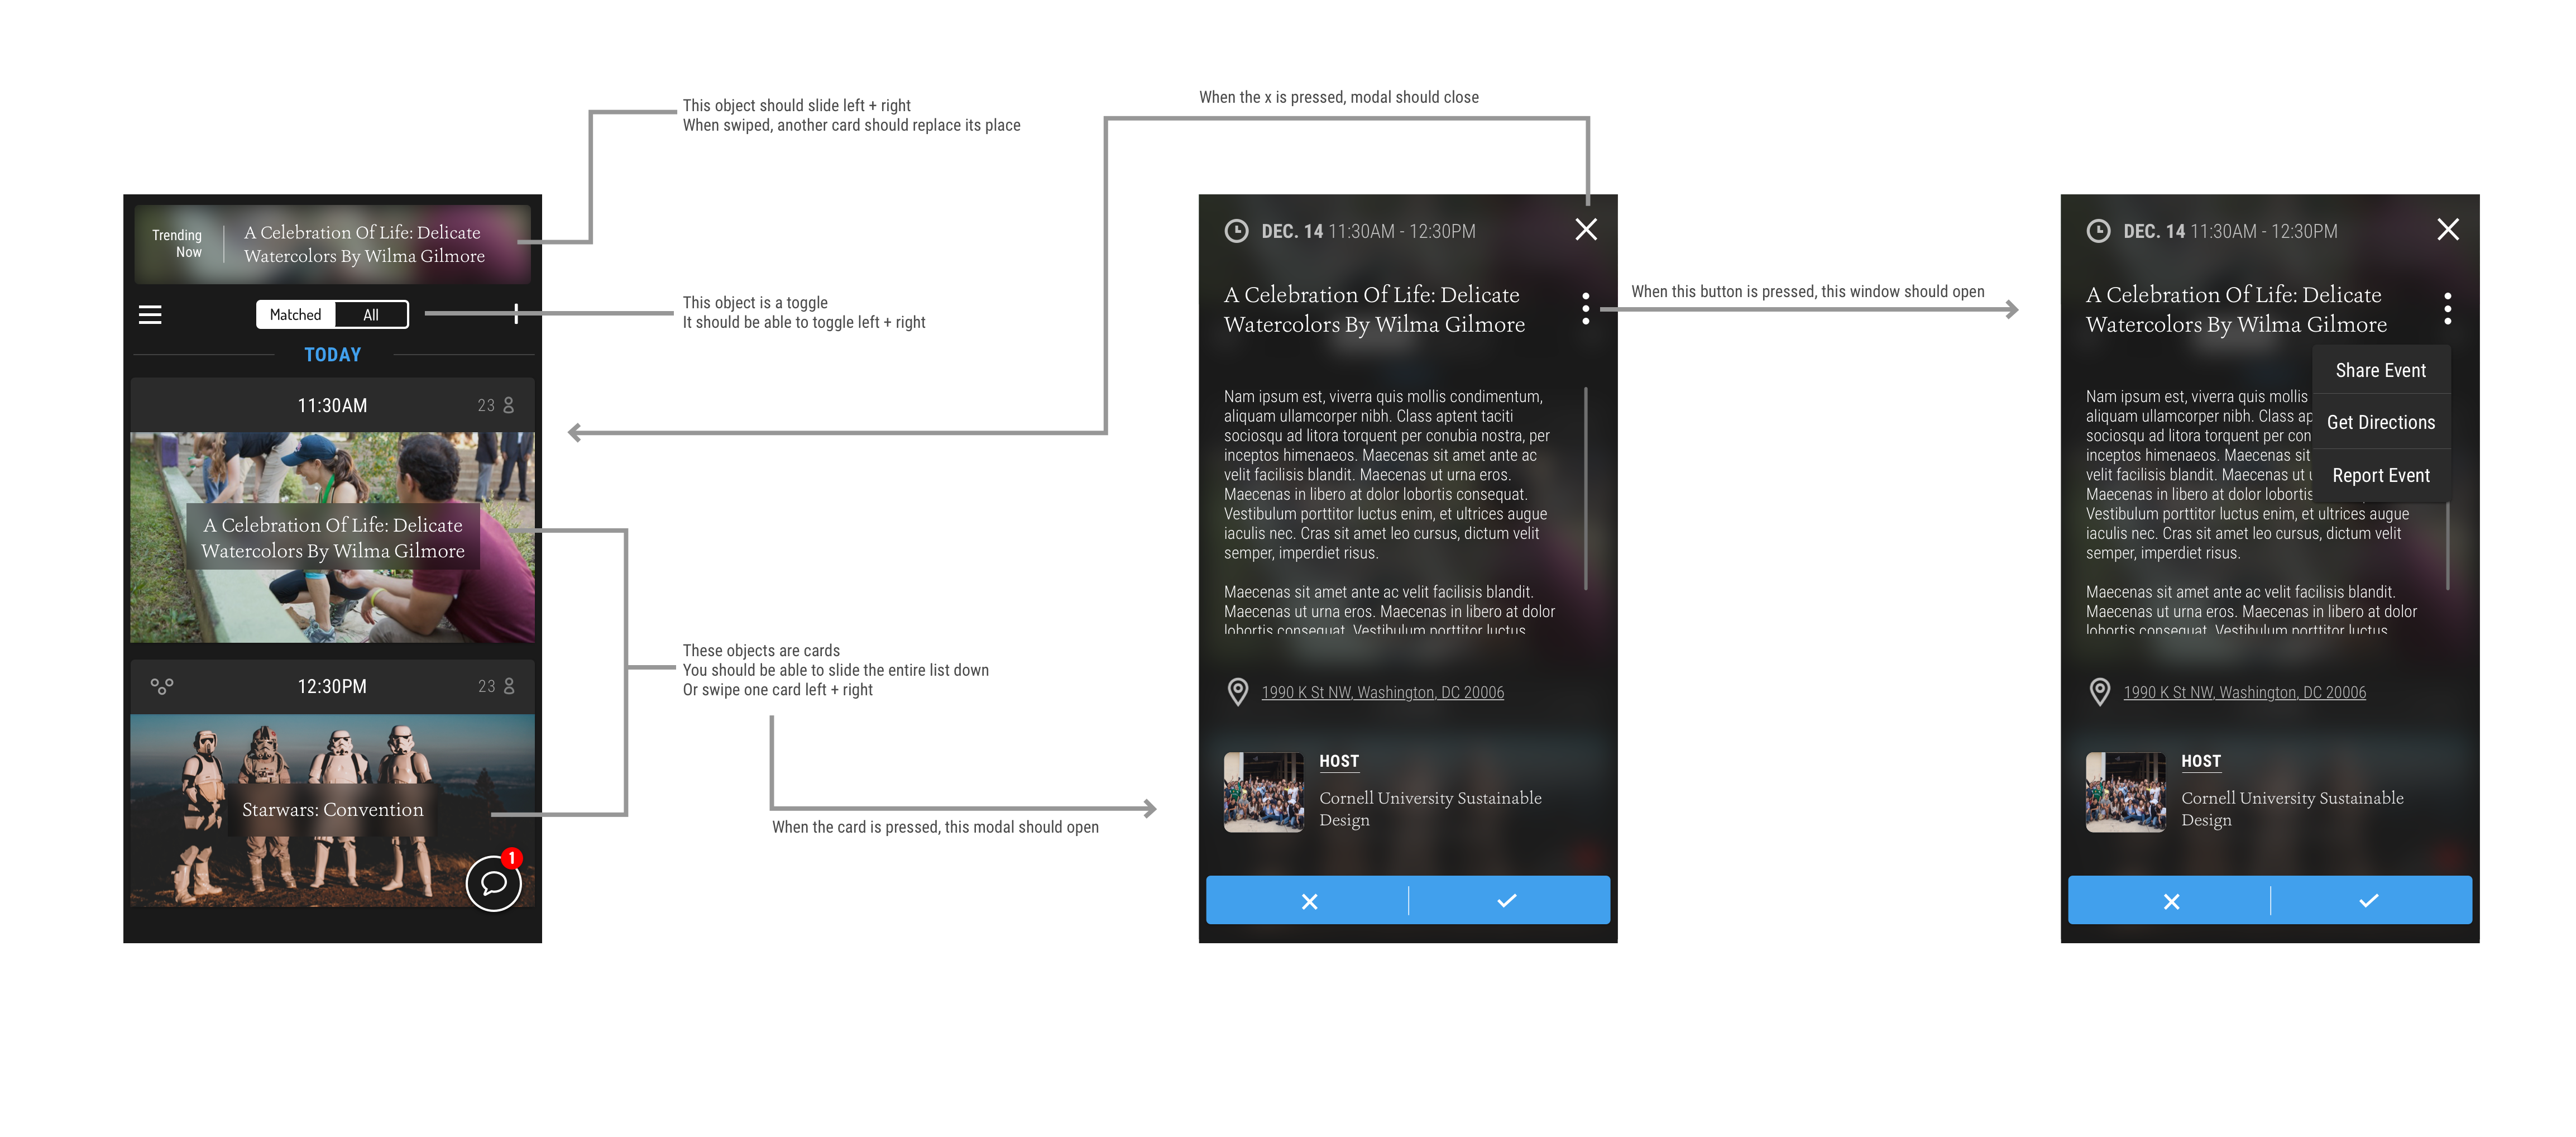 This object should slide left + right
When swiped, another card should replace its place
When the x is pressed, modal should close
Trending
Now
A Celebration Of Life: Delicate
Watercolors By Wilma Gilmore
Matched
All
This object is a toggle
It should be able to toggle left + right
TODAY
11:30AM
23
A Celebration Of Life: Delicate
Watercolors By Wilma Gilmore
12:30PM
23
Starwars: Convention
1
These objects are cards
You should be able to slide the entire list down
Or swipe one card left + right
When the card is pressed, this modal should open
DEC. 14 11:30AM - 12:30PM
A Celebration Of Life: Delicate
Watercolors By Wilma Gilmore
Nam ipsum est, viverra quis mollis condimentum,
aliquam ullamcorper nibh. Class aptent taciti
sociosqu ad litora torquent per conubia nostra, per
inceptos himenaeos. Maecenas sit amet ante ac
velit facilisis blandit. Maecenas ut urna eros.
Maecenas in libero at dolor lobortis consequat.
Vestibulum porttitor luctus enim, et ultrices augue
iaculis nec. Cras sit amet leo cursus, dictum velit
semper, imperdiet risus.
Maecenas sit amet ante ac velit facilisis blandit.
Maecenas ut urna eros. Maecenas in libero at dolor
lobortis consequat. Vestibulum porttitor luctus
1990 K St NW, Washington, DC 20006
HOST
Cornell University Sustainable
Design
When this button is pressed, this window should open
DEC. 14 11:30AM - 12:30PM
A Celebration Of Life: Delicate
Watercolors By Wilma Gilmore
Share Event
Get Directions
Report Event
Nam ipsum est, viverra quis mollis
aliquam ullamcorper nibh. Class ap
sociosqu ad litora torquent per con
inceptos himenaeos. Maecenas sit
velit facilisis blandit. Maecenas ut u
Maecenas in libero at dolor lobortis
Vestibulum porttitor luctus enim, et ultrices augue
iaculis nec. Cras sit amet leo cursus, dictum velit
semper, imperdiet risus.
Maecenas sit amet ante ac velit facilisis blandit.
Maecenas ut urna eros. Maecenas in libero at dolor
lobortis consequat. Vestibulum porttitor luctus
1990 K St NW, Washington, DC 20006
HOST
Cornell University Sustainable
Design